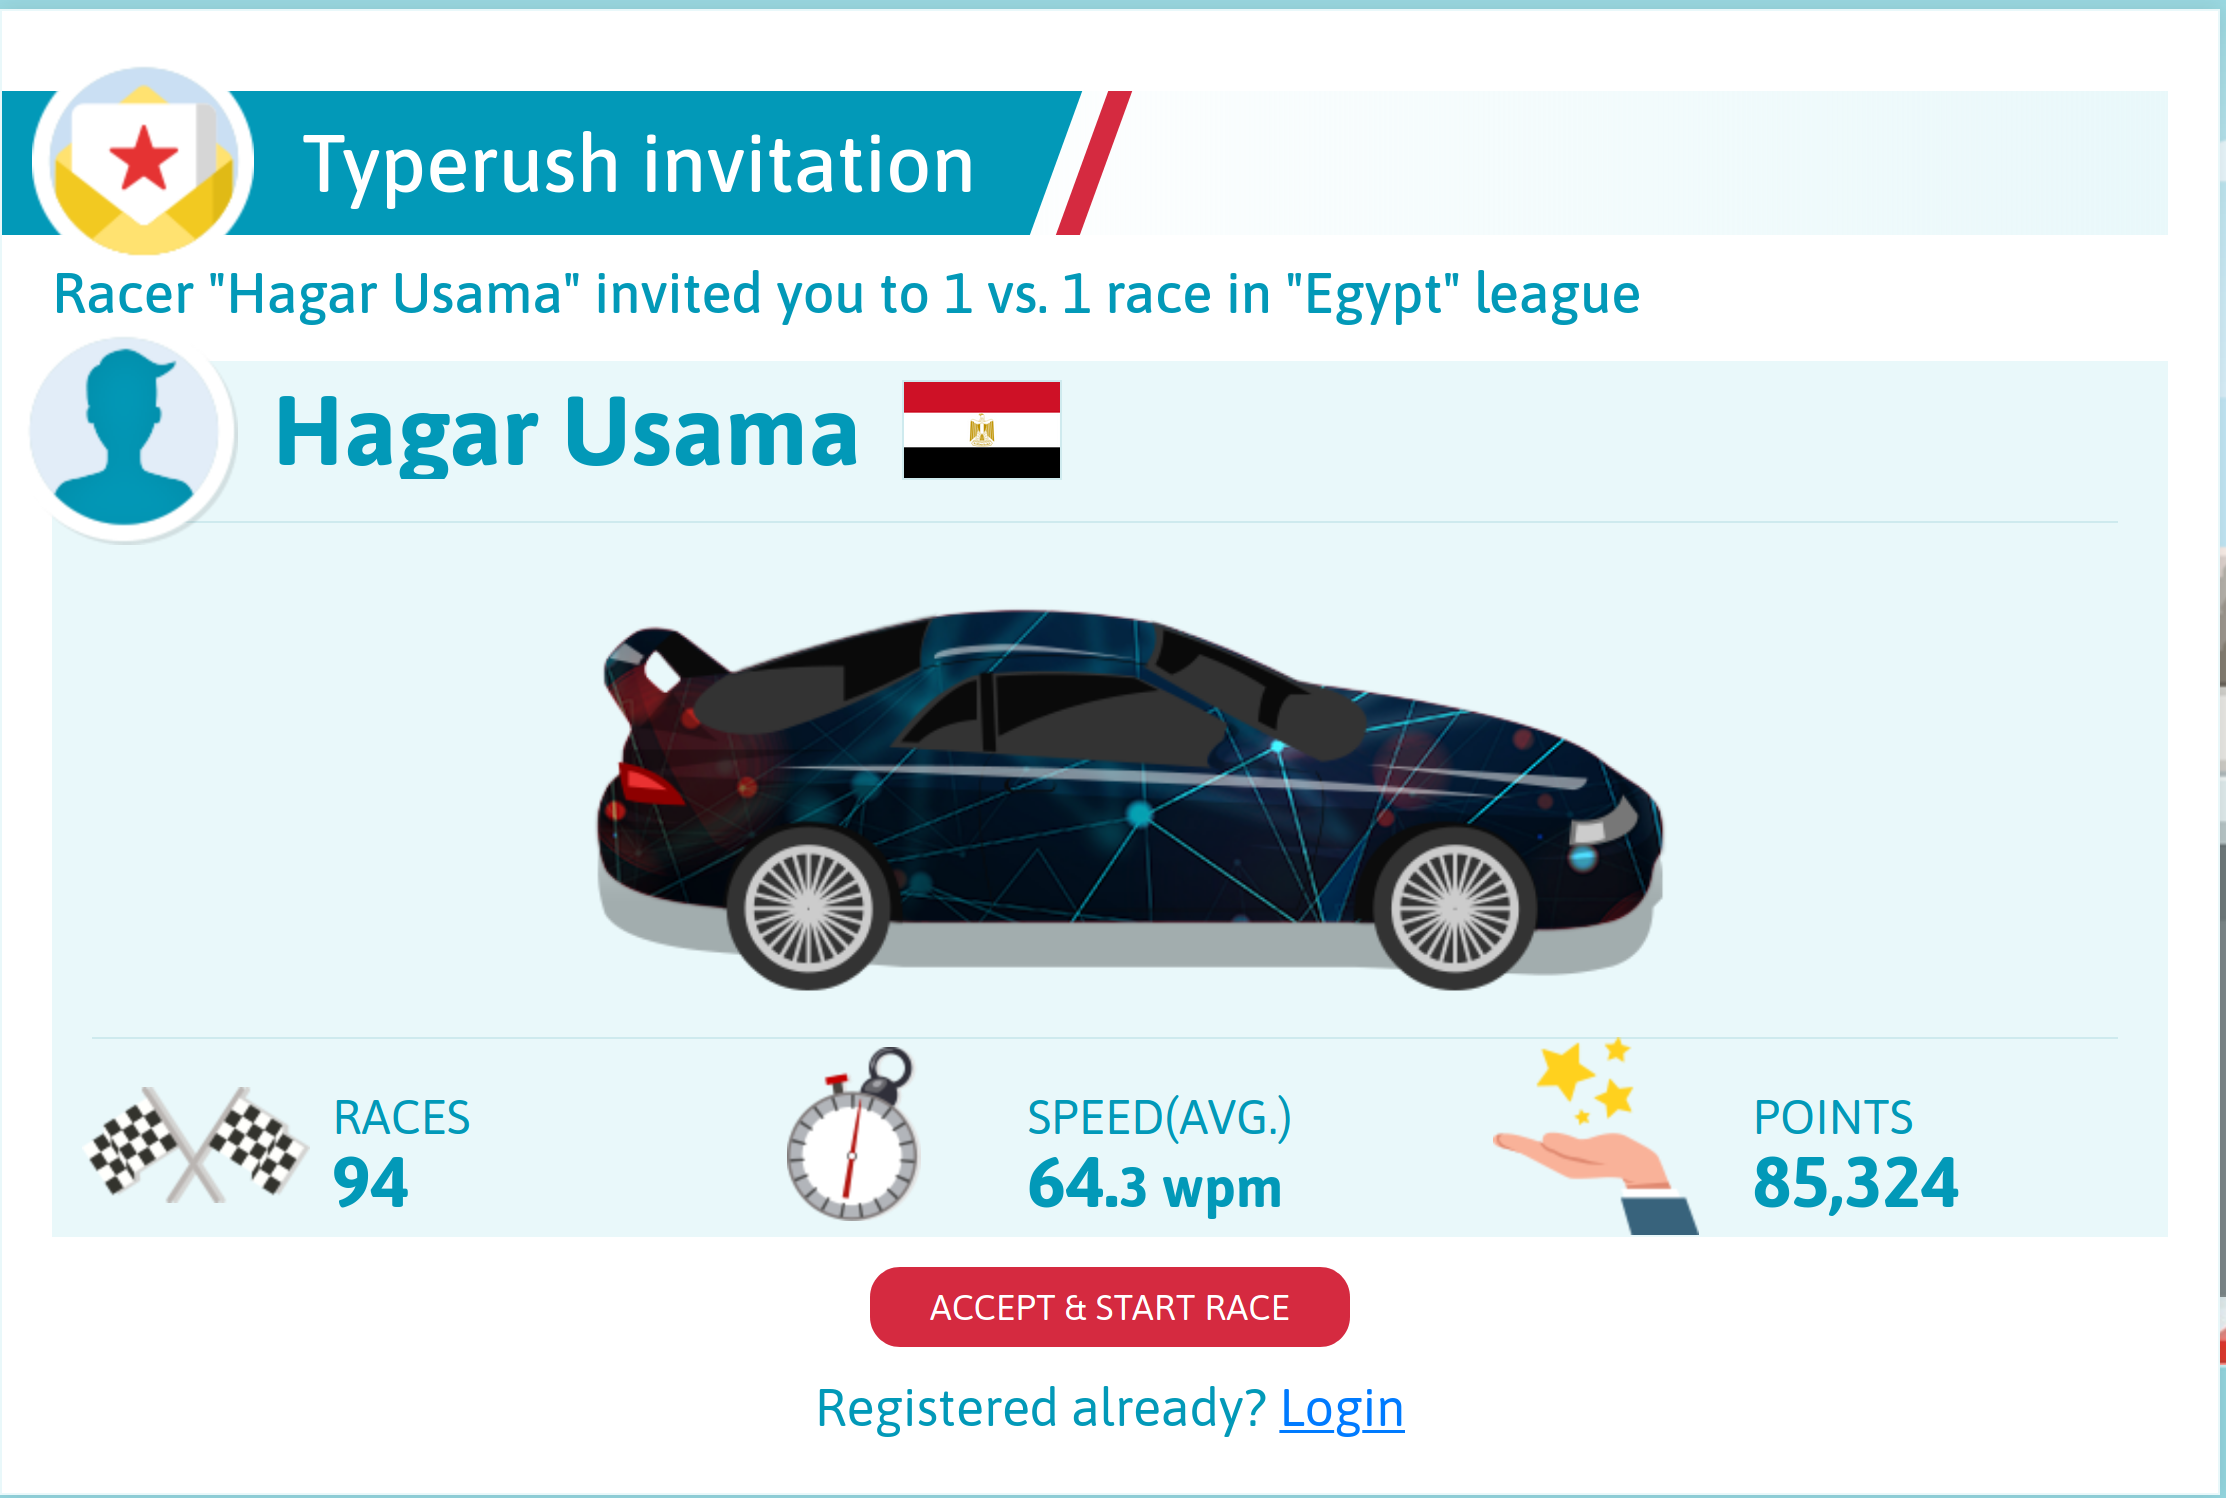 Typerush invitation
Racer "Hagar Usama" invited you to 1 vs. 1 race in "Egypt" league
Hagar Usama
RACES
94
SPEED(AVG.)
64.3 wpm
POINTS
85,324
ACCEPT & START RACE
Registered already? Login